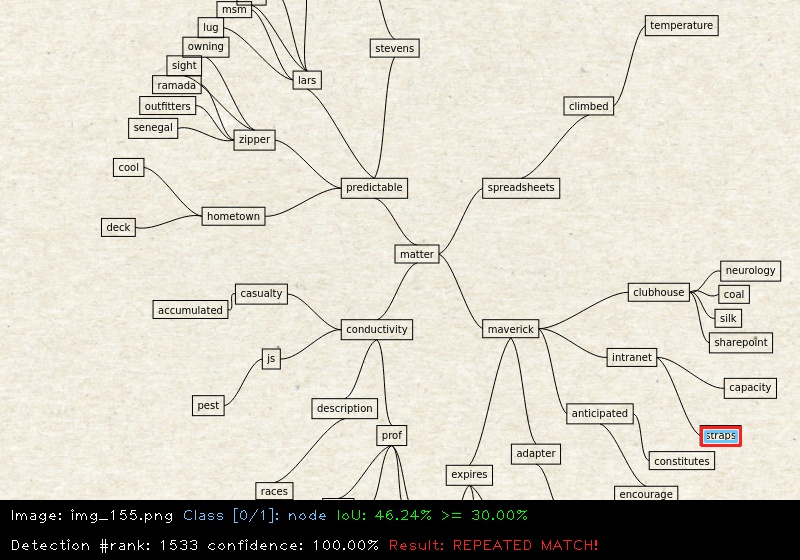 msm
lug
owning
sight
ramada
outfitters
senegal
zipper
lars
stevens
temperature
climbed
cool
deck
hometown
predictable
spreadsheets
matter
casualty
accumulated
conductivity
js
pest
description
prof
races
maverick
clubhouse
neurology
coal
silk
sharepoint
intranet
capacity
straps
anticipated
constitutes
encourage
adapter
expires
Image: img_155.png Class [0/1]: node IoU: 46.24% >= 30.00%
Detection #rank: 1533 confidence: 100.00% Result: REPEATED MATCH!